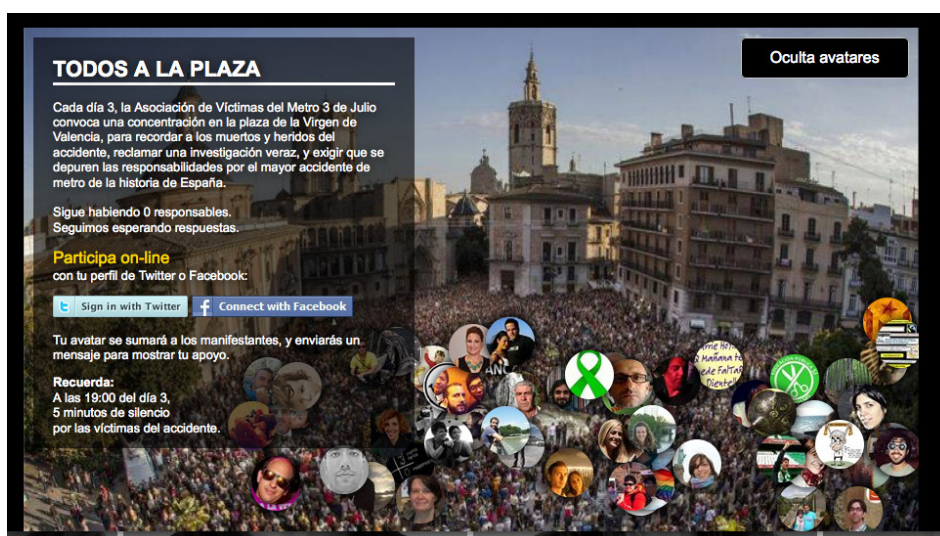 TODOS A LA PLAZA
Oculta avatares
Cada día 3, la Asociación de Víctimas del Metro 3 de Julio
convoca una concentración en la plaza de la Virgen de
Valencia, para recordar a los muertos y heridos del
accidente, reclamar una investigación veraz, y exigir que se
depuren las responsabilidades por el mayor accidente de
metro de la historia de España.
Sigue habiendo 0 responsables.
Seguimos esperando respuestas.
Participa on-line
con tu perfil de Twitter o Facebook:
Sign in with Twitter
f Connect with Facebook
Tu avatar se sumará a los manifestantes, y enviarás un
mensaje para mostrar tu apoyo.
Recuerda:
A las 19:00 del día 3,
5 minutos de silencio
por las víctimas del accidente.